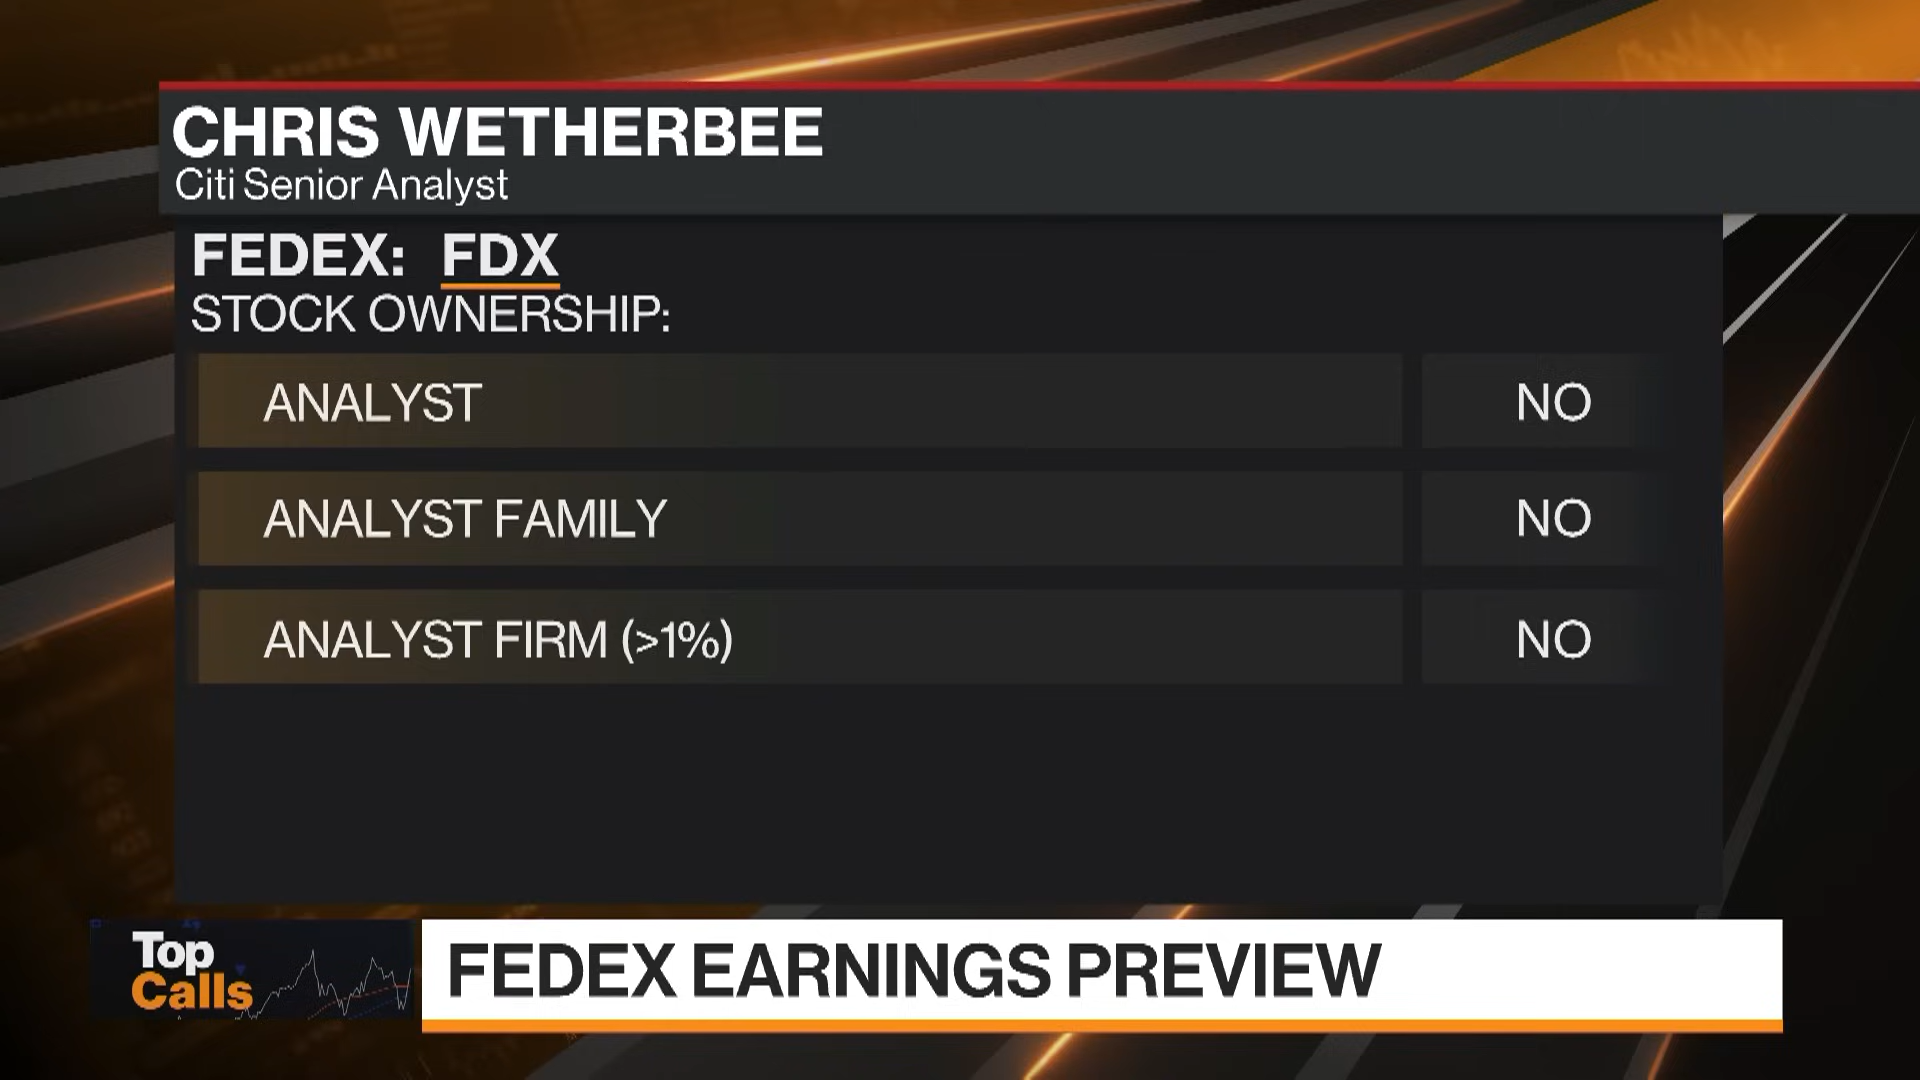 CHRIS WETHERBEE
Citi Senior Analyst
FEDEX: FDX
STOCK OWNERSHIP:
ANALYST NO
ANALYST FAMILY NO
ANALYST FIRM (>1%) NO
Top
Calls
FEDEX EARNINGS PREVIEW